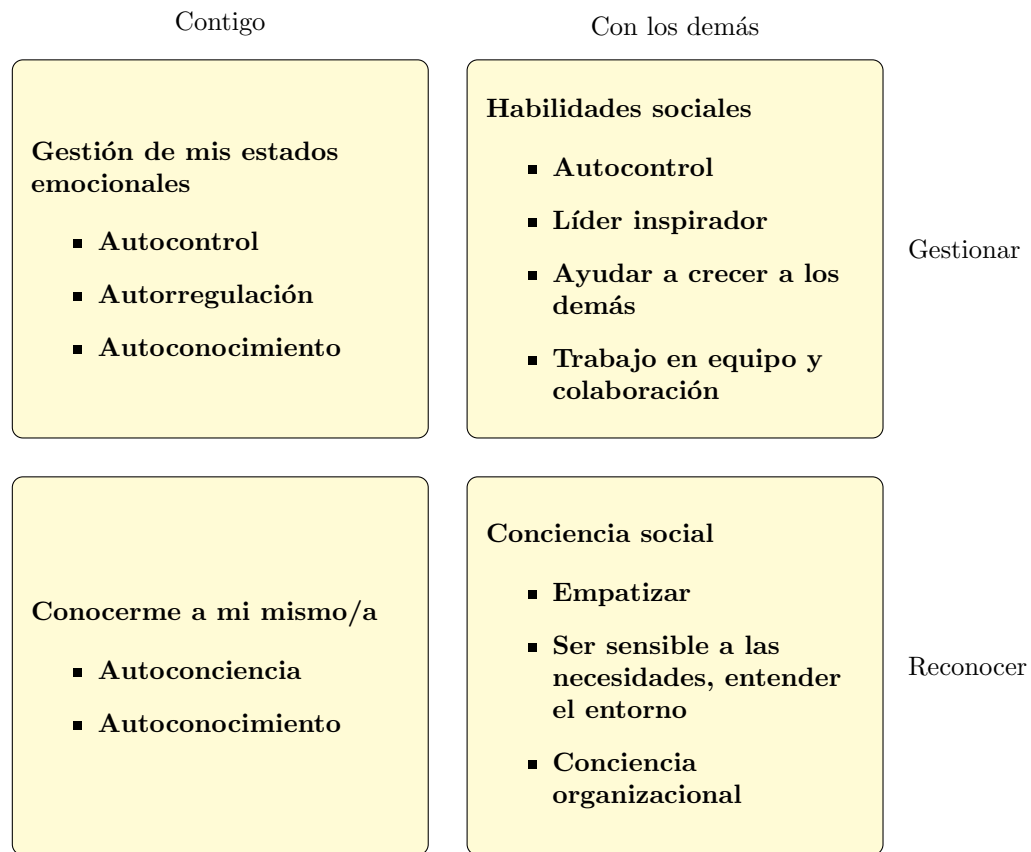 Contigo
Con los demás
Gestión de mis estados
emocionales
▪ Autocontrol
▪ Autorregulación
▪ Autoconocimiento
Habilidades sociales
▪ Autocontrol
▪ Líder inspirador
▪ Ayudar a crecer a los
demás
▪ Trabajo en equipo y
colaboración
Gestionar
Conocerme a mi mismo/a
▪ Autoconciencia
▪ Autoconocimiento
Conciencia social
▪ Empatizar
▪ Ser sensible a las
necesidades, entender
el entorno
▪ Conciencia
organizacional
Reconocer